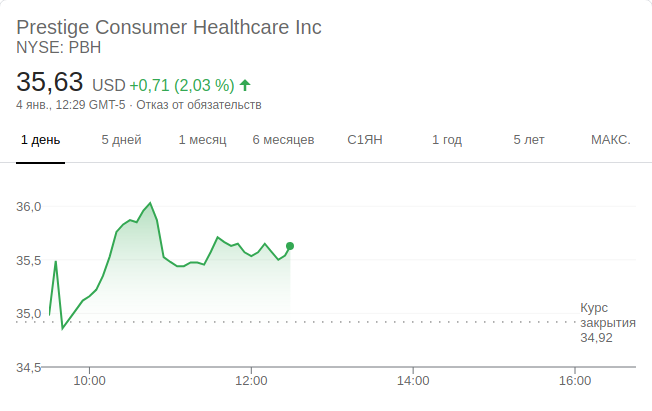 Prestige Consumer Healthcare Inc
NYSE: PBH
35,63 USD +0,71 (2,03 %)
4 янв., 12:29 GMT-5 · Отказ от обязательств
1 день 5 дней 1 месяц 6 месяцев С1ЯН 1 год 5 лет МАКС.
36,0
35,5
35,0
Курс
закрытия
34,92
34,5
10:00 12:00 14:00 16:00